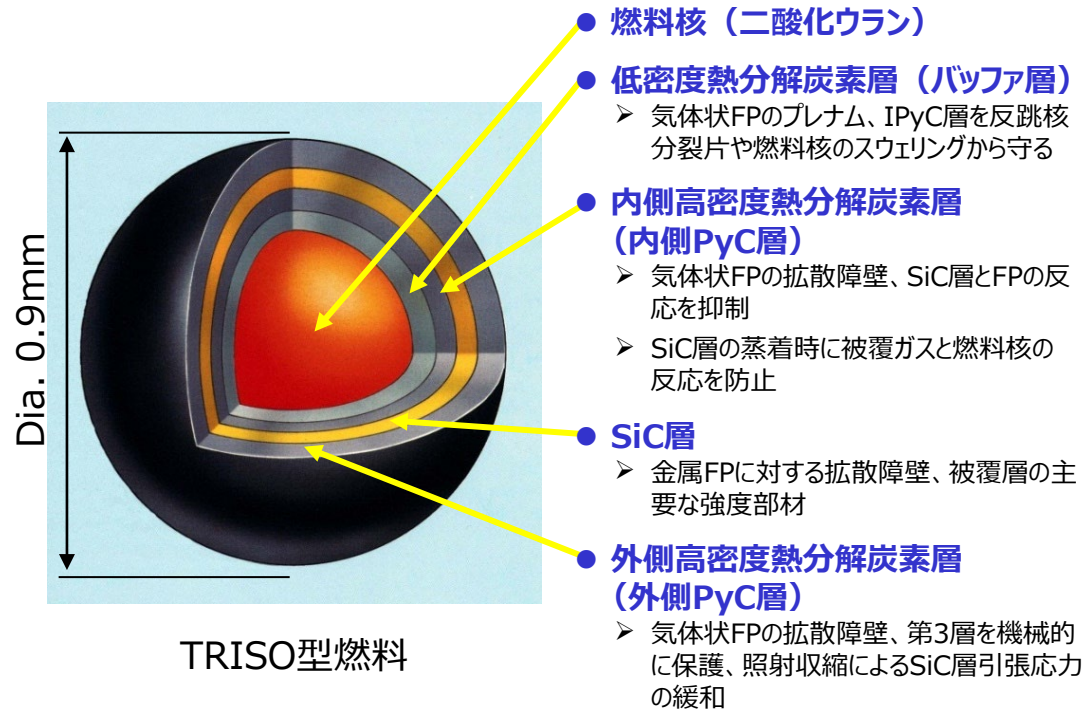 ● 燃料核（二酸化ウラン）
● 低密度熱分解炭素層（バッファ層）
➢ 気体状FPのプレナム、IPyC層を反跳核
分裂片や燃料核のスウェリングから守る
● 内側高密度熱分解炭素層
（内側PyC層）
➢ 気体状FPの拡散障壁、SiC層とFPの反
応を抑制
➢ SiC層の蒸着時に被覆ガスと燃料核の
反応を防止
● SiC層
➢ 金属FPに対する拡散障壁、被覆層の主
要な強度部材
● 外側高密度熱分解炭素層
（外側PyC層）
➢ 気体状FPの拡散障壁、第3層を機械的
に保護、照射収縮によるSiC層引張応力
の緩和
Dia. 0.9mm
TRISO型燃料